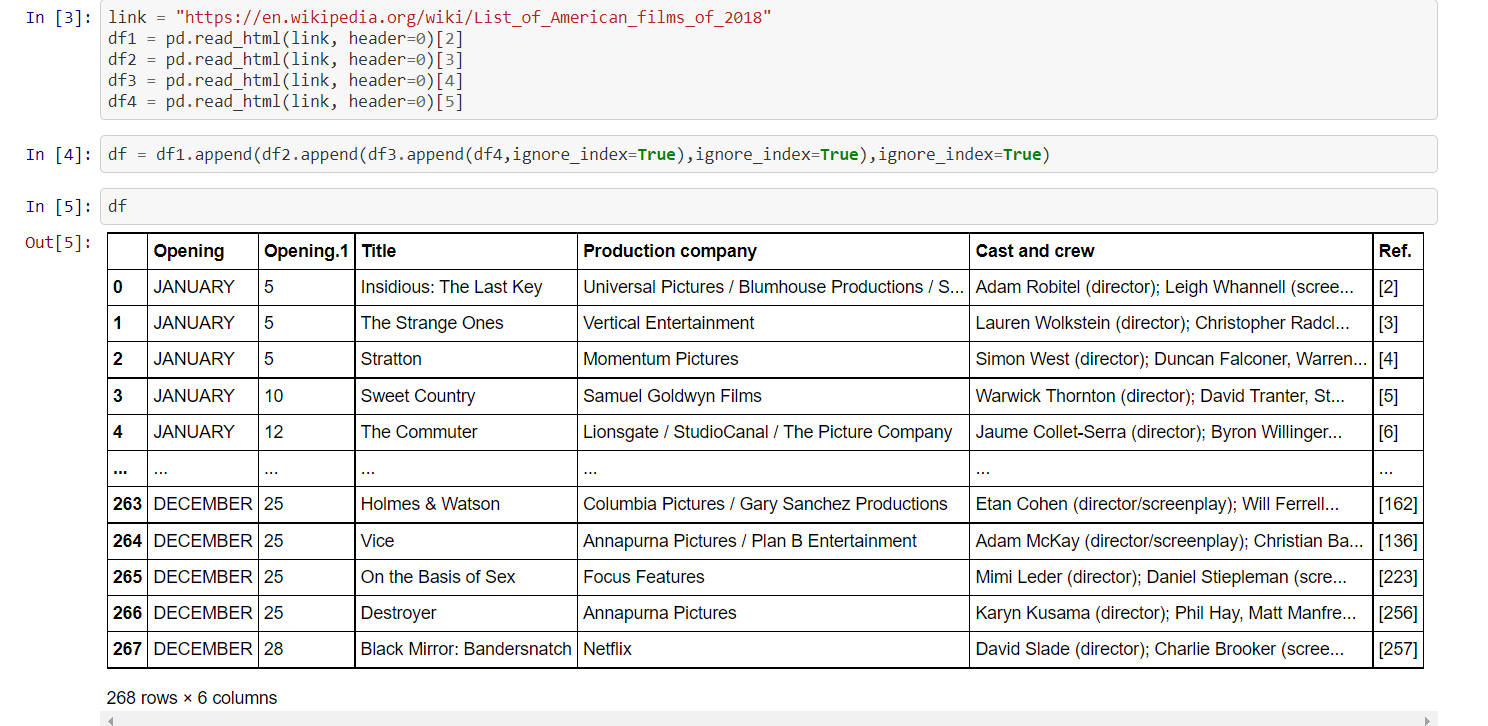 In [3]: link = "https://en.wikipedia.org/wiki/List_of_American_films_of_2018"
df1 = pd.read_html(link, header=0)[2]
df2 = pd.read_html(link, header=0)[3]
df3 = pd.read_html(link, header=0)[4]
df4 = pd.read_html(link, header=0)[5]
In [4]: df = df1.append(df2.append(df3.append(df4,ignore_index=True),ignore_index=True),ignore_index=True)
In [5]: df
Out[5]:
Opening Opening.1 Title Production company Cast and crew Ref.
0 JANUARY 5 Insidious: The Last Key Universal Pictures / Blumhouse Productions / S... Adam Robitel (director); Leigh Whannell (scree... [2]
1 JANUARY 5 The Strange Ones Vertical Entertainment Lauren Wolkstein (director); Christopher Radcl... [3]
2 JANUARY 5 Stratton Momentum Pictures Simon West (director); Duncan Falconer, Warren... [4]
3 JANUARY 10 Sweet Country Samuel Goldwyn Films Warwick Thornton (director); David Tranter, St... [5]
4 JANUARY 12 The Commuter Lionsgate / StudioCanal / The Picture Company Jaume Collet-Serra (director); Byron Willinger... [6]
... ... ... ... ... ... ...
263 DECEMBER 25 Holmes & Watson Columbia Pictures / Gary Sanchez Productions Etan Cohen (director/screenplay); Will Ferrell... [162]
264 DECEMBER 25 Vice Annapurna Pictures / Plan B Entertainment Adam McKay (director/screenplay); Christian Ba... [136]
265 DECEMBER 25 On the Basis of Sex Focus Features Mimi Leder (director); Daniel Stiepleman (scre... [223]
266 DECEMBER 25 Destroyer Annapurna Pictures Karyn Kusama (director); Phil Hay, Matt Manfre... [256]
267 DECEMBER 28 Black Mirror: Bandersnatch Netflix David Slade (director); Charlie Brooker (scree... [257]
268 rows × 6 columns